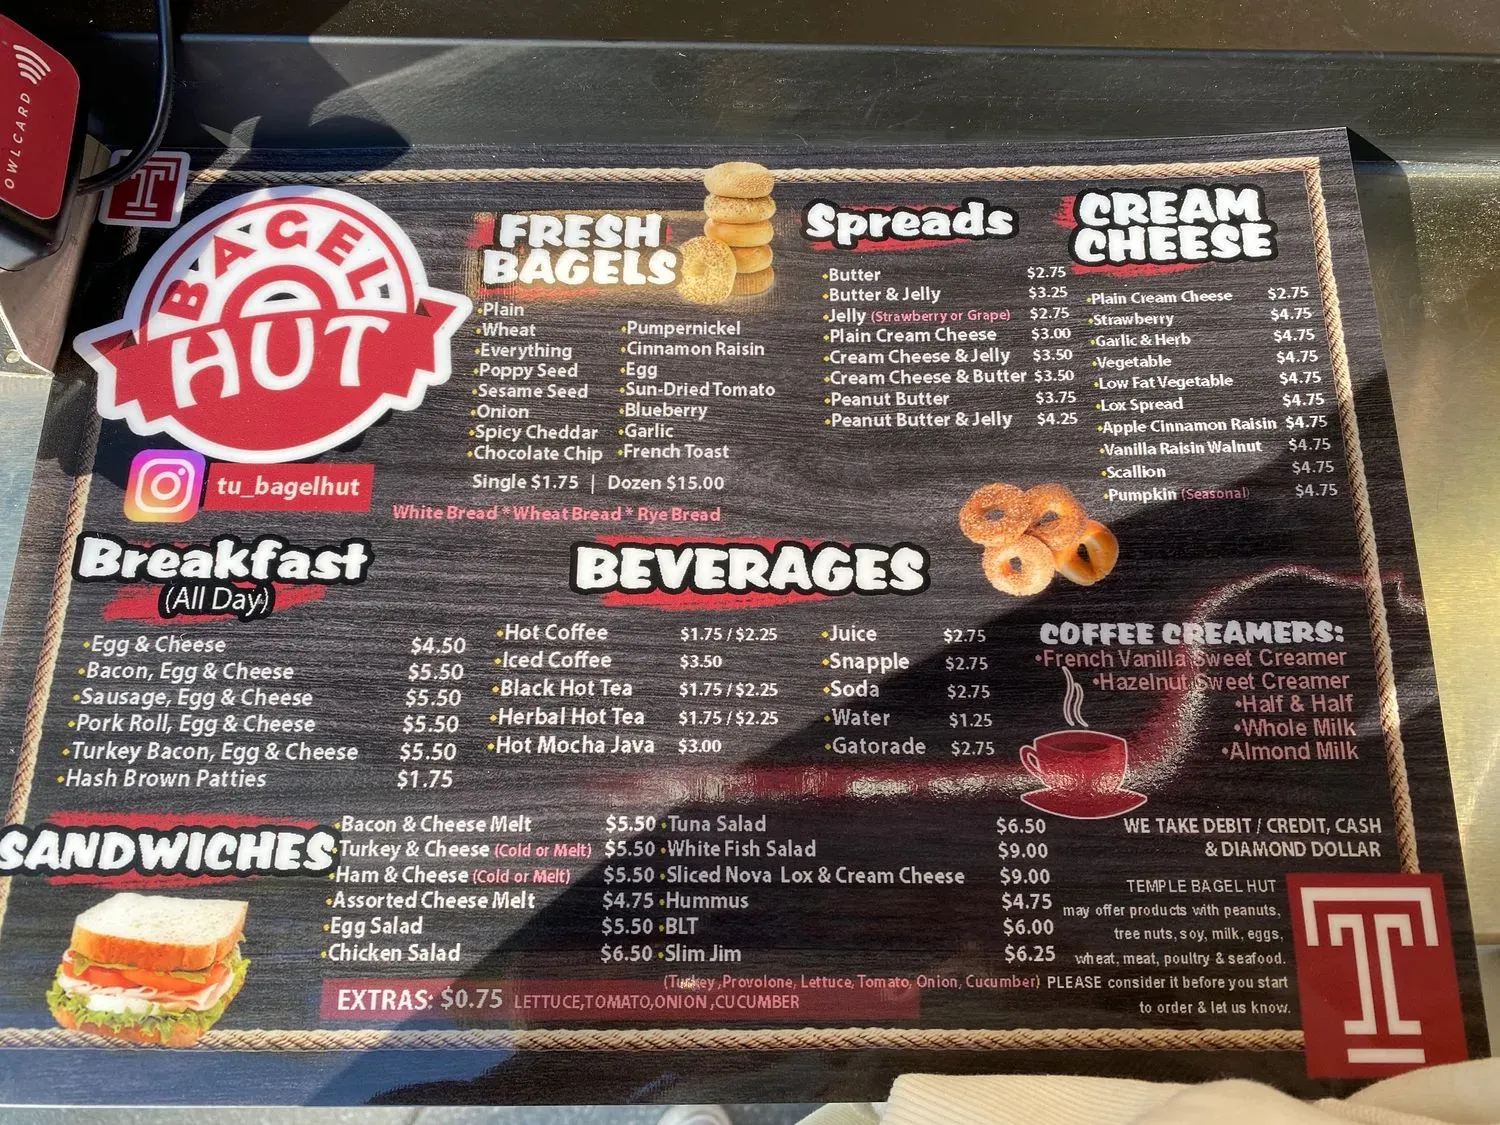 OWLCARD
T
BAGEL
HUT
tu_bagelhut
FRESH
BAGELS
•Plain
•Wheat
•Everything
•Poppy Seed
•Sesame Seed
•Onion
•Spicy Cheddar
•Chocolate Chip
•Pumpernickel
•Cinnamon Raisin
•Egg
•Sun-Dried Tomato
•Blueberry
•Garlic
•French Toast
Single $1.75 | Dozen $15.00
White Bread * Wheat Bread * Rye Bread
Spreads
•Butter $2.75
•Butter & Jelly $3.25
•Jelly (Strawberry or Grape) $2.75
•Plain Cream Cheese $3.00
•Cream Cheese & Jelly $3.50
•Cream Cheese & Butter $3.50
•Peanut Butter $3.75
•Peanut Butter & Jelly $4.25
CREAM
CHEESE
•Plain Cream Cheese $2.75
•Strawberry $4.75
•Garlic & Herb $4.75
•Vegetable $4.75
•Low Fat Vegetable $4.75
•Lox Spread $4.75
•Apple Cinnamon Raisin $4.75
•Vanilla Raisin Walnut $4.75
•Scallion $4.75
•Pumpkin (Seasonal) $4.75
Breakfast
(All Day)
•Egg & Cheese $4.50
•Bacon, Egg & Cheese $5.50
•Sausage, Egg & Cheese $5.50
•Pork Roll, Egg & Cheese $5.50
•Turkey Bacon, Egg & Cheese $5.50
•Hash Brown Patties $1.75
BEVERAGES
•Hot Coffee $1.75 / $2.25
•Iced Coffee $3.50
•Black Hot Tea $1.75 / $2.25
•Herbal Hot Tea $1.75 / $2.25
•Hot Mocha Java $3.00
•Juice $2.75
•Snapple $2.75
•Soda $2.75
•Water $1.25
•Gatorade $2.75
COFFEE CREAMERS:
•French Vanilla Sweet Creamer
•Hazelnut Sweet Creamer
•Half & Half
•Whole Milk
•Almond Milk
SANDWICHES
•Bacon & Cheese Melt $5.50
•Turkey & Cheese (Cold or Melt) $5.50
•Ham & Cheese (Cold or Melt) $5.50
•Assorted Cheese Melt $4.75
•Egg Salad $5.50
•Chicken Salad $6.50
•Tuna Salad $6.50
•White Fish Salad $9.00
•Sliced Nova Lox & Cream Cheese $9.00
•Hummus $4.75
•BLT $6.00
•Slim Jim $6.25
(Turkey ,Provolone, Lettuce, Tomato, Onion, Cucumber)
EXTRAS: $0.75 LETTUCE,TOMATO,ONION ,CUCUMBER
WE TAKE DEBIT / CREDIT, CASH
& DIAMOND DOLLAR
TEMPLE BAGEL HUT
may offer products with peanuts,
tree nuts, soy, milk, eggs,
wheat, meat, poultry & seafood.
PLEASE consider it before you start
to order & let us know.
T